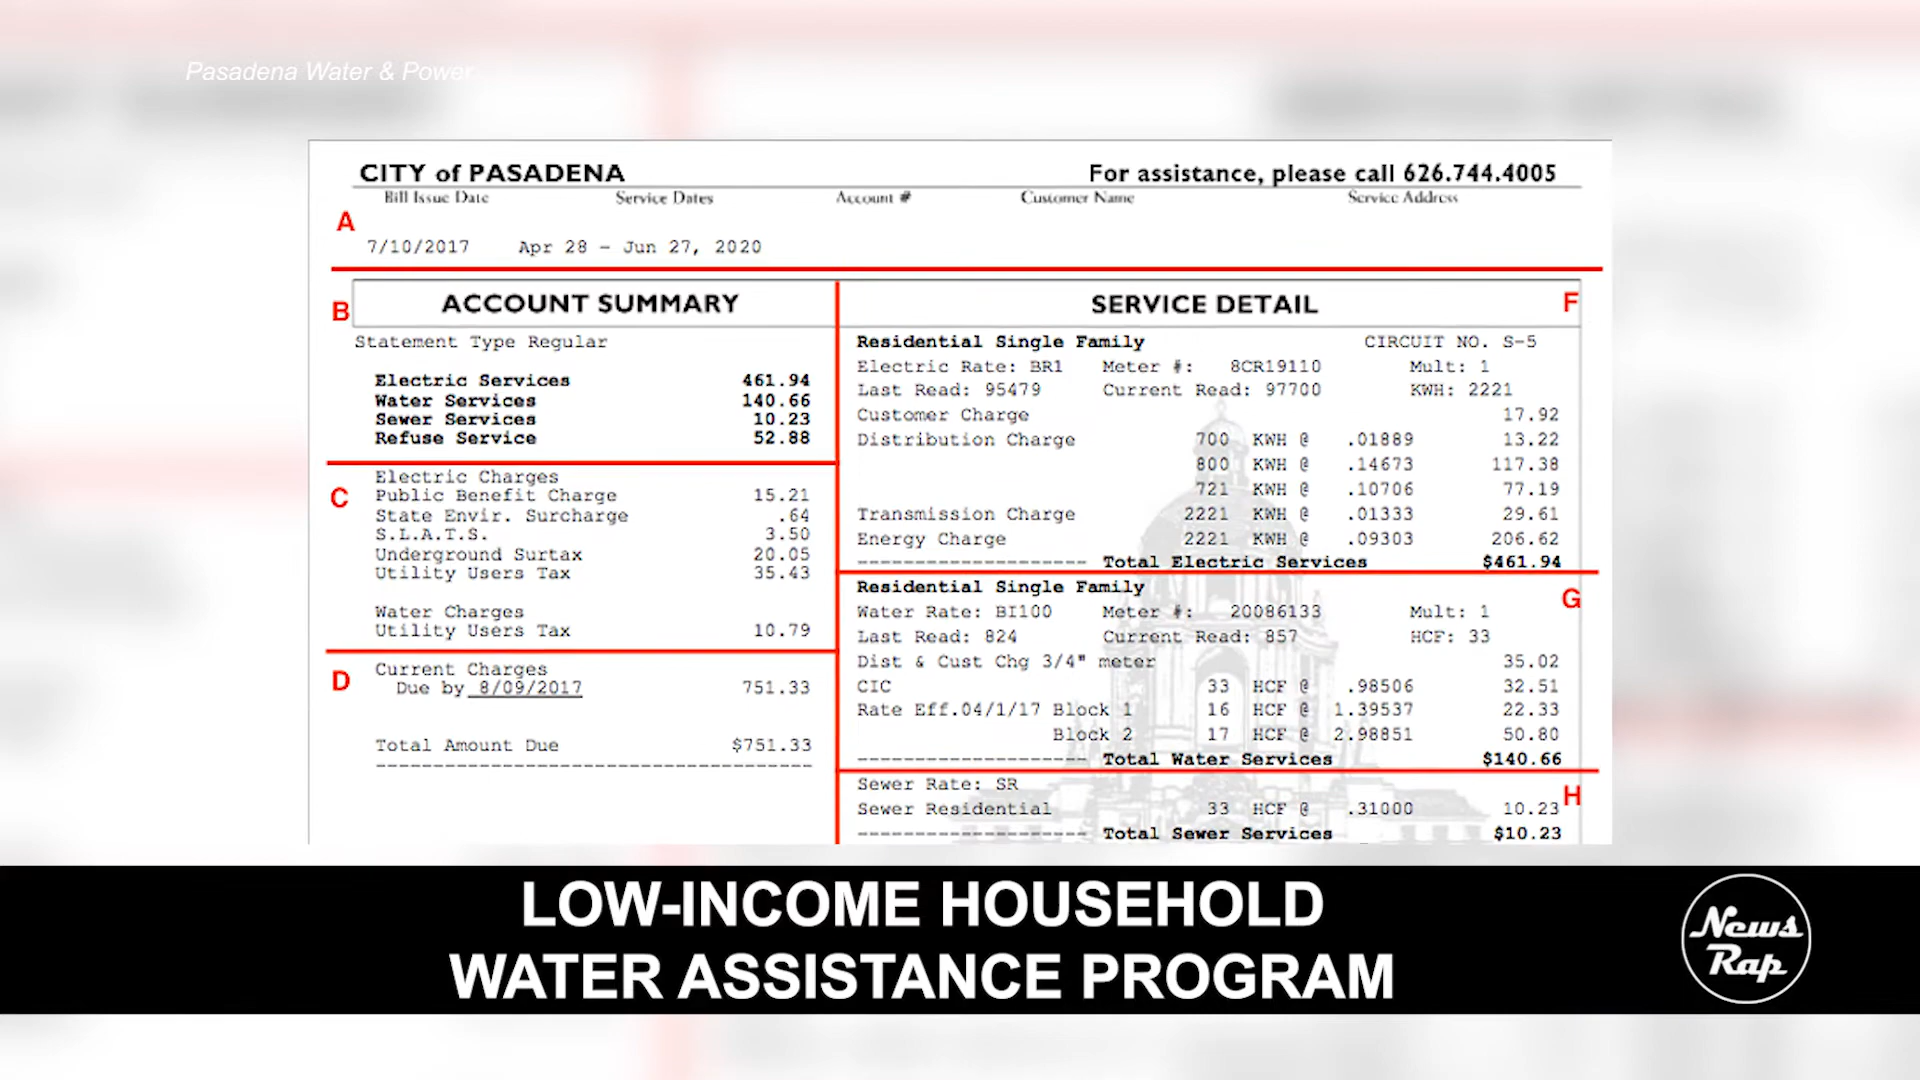 Pasadena Water & Power
CITY of PASADENA For assistance, please call 626.744.4005
Bill Issue Date Service Dates Account # Customer Name Service Address
A
7/10/2017 Apr 28 - Jun 27, 2020
B ACCOUNT SUMMARY
Statement Type Regular
Electric Services 461.94
Water Services 140.66
Sewer Services 10.23
Refuse Service 52.88
Electric Charges
C Public Benefit Charge 15.21
State Envir. Surcharge .64
S.L.A.T.S. 3.50
Underground Surtax 20.05
Utility Users Tax 35.43
Water Charges
Utility Users Tax 10.79
Current Charges
D Due by 8/09/2017 751.33
Total Amount Due $751.33
SERVICE DETAIL F
Residential Single Family CIRCUIT NO. S-5
Electric Rate: BR1 Meter #: 8CR19110 Mult: 1
Last Read: 95479 Current Read: 97700 KWH: 2221
Customer Charge 17.92
Distribution Charge 700 KWH @ .01889 13.22
800 KWH @ .14673 117.38
721 KWH @ .10706 77.19
Transmission Charge 2221 KWH @ .01333 29.61
Energy Charge 2221 KWH @ .09303 206.62
-------------------- Total Electric Services $461.94
Residential Single Family G
Water Rate: BI100 Meter #: 20086133 Mult: 1
Last Read: 824 Current Read: 857 HCF: 33
Dist & Cust Chg 3/4" meter 35.02
CIC 33 HCF @ .98506 32.51
Rate Eff.04/1/17 Block 1 16 HCF @ 1.39537 22.33
Block 2 17 HCF @ 2.98851 50.80
-------------------- Total Water Services $140.66
Sewer Rate: SR H
Sewer Residential 33 HCF @ .31000 10.23
-------------------- Total Sewer Services $10.23
LOW-INCOME HOUSEHOLD
WATER ASSISTANCE PROGRAM
News
Rap